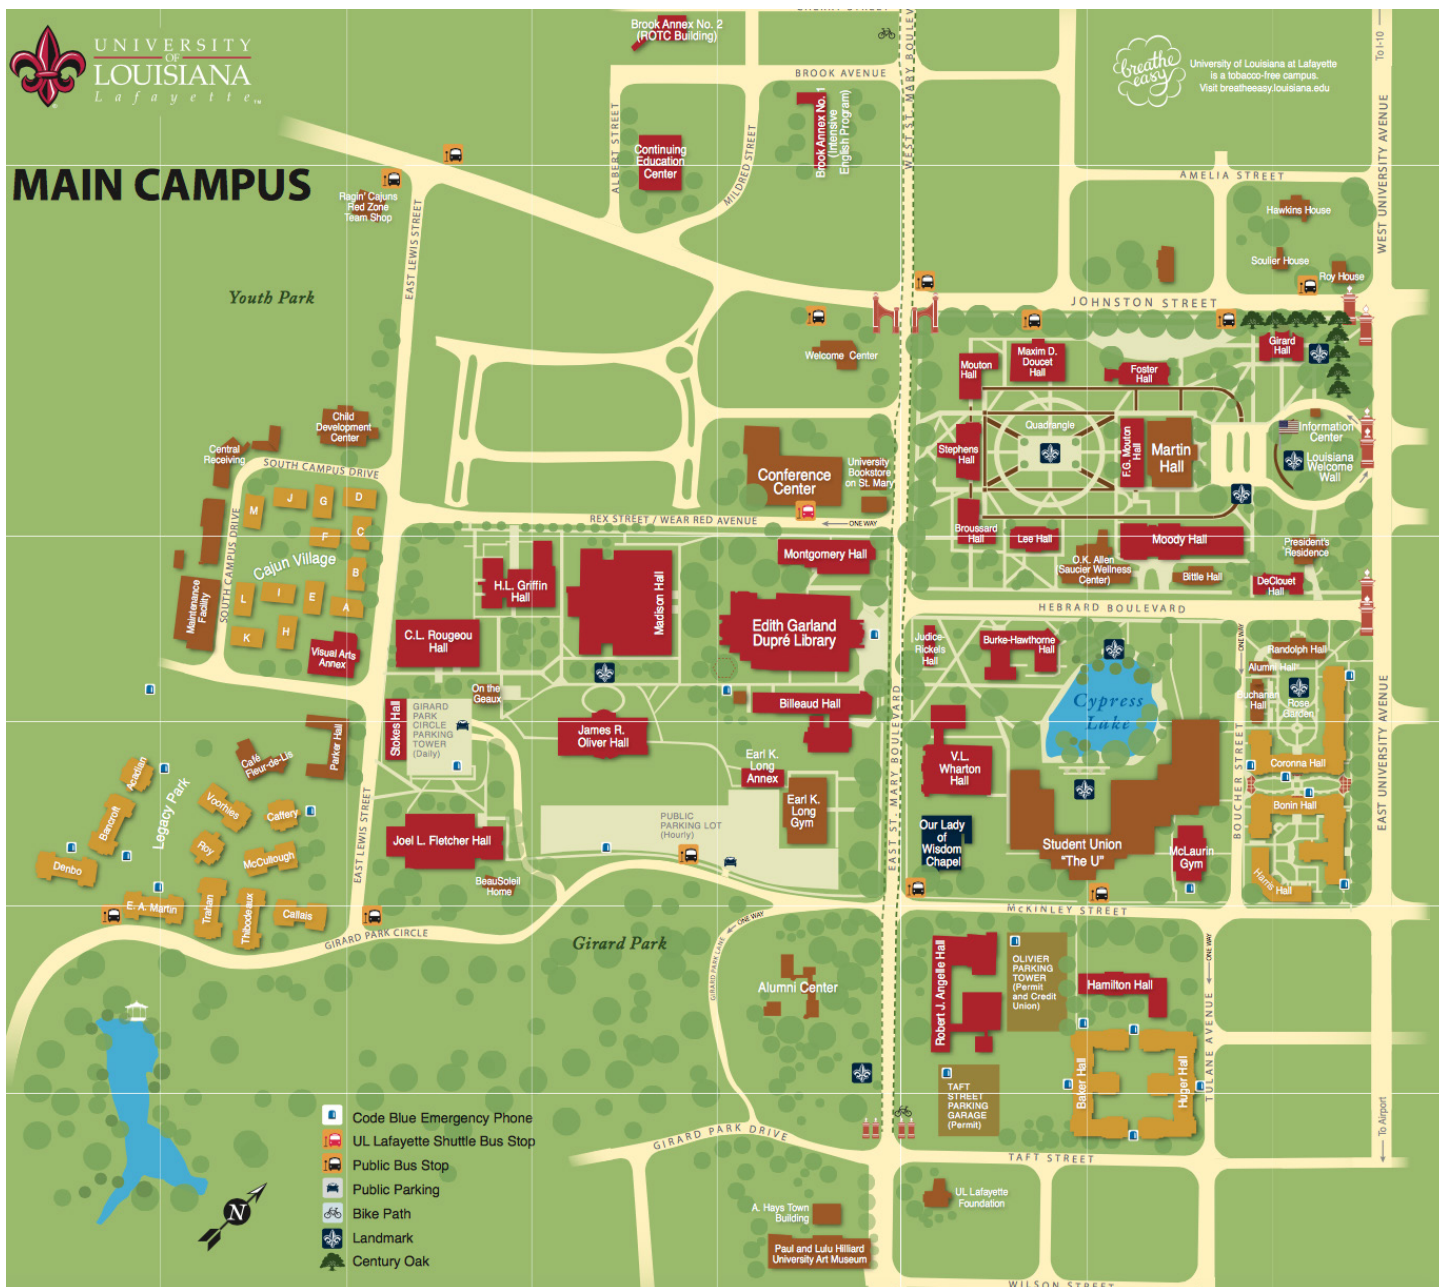 UNIVERSITY
OF
LOUISIANA
Lafayette™
MAIN CAMPUS
Brook Annex No. 2
(ROTC Building)
BROOK AVENUE
WEST ST. MARY BOULEVARD
breathe
easy
University of Louisiana at Lafayette
is a tobacco-free campus.
Visit breatheeasy.louisiana.edu
To I-10
WEST UNIVERSITY AVENUE
ALBERT STREET
Continuing
Education
Center
MILDRED STREET
Brook Annex No. 1
(Intensive
English Program)
AMELIA STREET
Ragin' Cajuns
Red Zone
Team Shop
EAST LEWIS STREET
Hawkins House
Soulier House
Roy House
Youth Park
JOHNSTON STREET
Welcome Center
Mouton
Hall
Maxim D.
Doucet
Hall
Foster
Hall
Girard
Hall
Child
Development
Center
Central
Receiving
SOUTH CAMPUS DRIVE
Quadrangle
Stephens
Hall
F.G. Mouton
Hall
Martin
Hall
Information
Center
Louisiana
Welcome
Wall
Conference
Center
University
Bookstore
on St. Mary
J
G
D
M
F
C
Cajun Village
B
L
I
E
A
K
H
SOUTH CAMPUS DRIVE
Maintenance
Facility
Visual Arts
Annex
REX STREET / WEAR RED AVENUE
ONE WAY
Broussard
Hall
Lee Hall
Moody Hall
O.K. Allen
Saucier Wellness
Center)
Bittle Hall
President's
Residence
DeClouet
Hall
HEBRARD BOULEVARD
Montgomery Hall
H.L. Griffin
Hall
Madison Hall
Edith Garland
Dupré Library
C.L. Rougeou
Hall
Judice-
Rickels
Hall
Burke-Hawthorne
Hall
ONE WAY
Randolph Hall
Alumni Hall
Buchanan
Hall
Rose
Garden
Cypress
Lake
On the
Geaux
Stokes Hall
GIRARD
PARK
CIRCLE
PARKING
TOWER
(Daily)
Billeaud Hall
James R.
Oliver Hall
EAST ST. MARY BOULEVARD
BOUCHER STREET
EAST UNIVERSITY AVENUE
V.L.
Wharton
Hall
Coronna Hall
Bonin Hall
Harris Hall
Parker Hall
Café
Fleur-de-Lis
Acadian
Legacy Park
Bancroft
Voorhies
Caffery
Roy
McCullough
Denbo
E. A. Martin
Trahan
Thibodeaux
Callais
EAST LEWIS STREET
Earl K.
Long
Annex
Earl K.
Long
Gym
PUBLIC
PARKING LOT
(Hourly)
Joel L. Fletcher Hall
BeauSoleil
Home
Our Lady
of
Wisdom
Chapel
Student Union
"The U"
McLaurin
Gym
McKINLEY STREET
GIRARD PARK CIRCLE
Girard Park
ONE WAY
GIRARD PARK LANE
Alumni Center
Robert J. Angelle Hall
OLIVIER
PARKING
TOWER
(Permit
and Credit
Union)
Hamilton Hall
ONE WAY
TULANE AVENUE
Baker Hall
Huger Hall
TAFT
STREET
PARKING
GARAGE
(Permit)
To Airport
GIRARD PARK DRIVE
TAFT STREET
Code Blue Emergency Phone
UL Lafayette Shuttle Bus Stop
Public Bus Stop
Public Parking
Bike Path
Landmark
Century Oak
N
A. Hays Town
Building
Paul and Lulu Hilliard
University Art Museum
UL Lafayette
Foundation
WILSON STREET